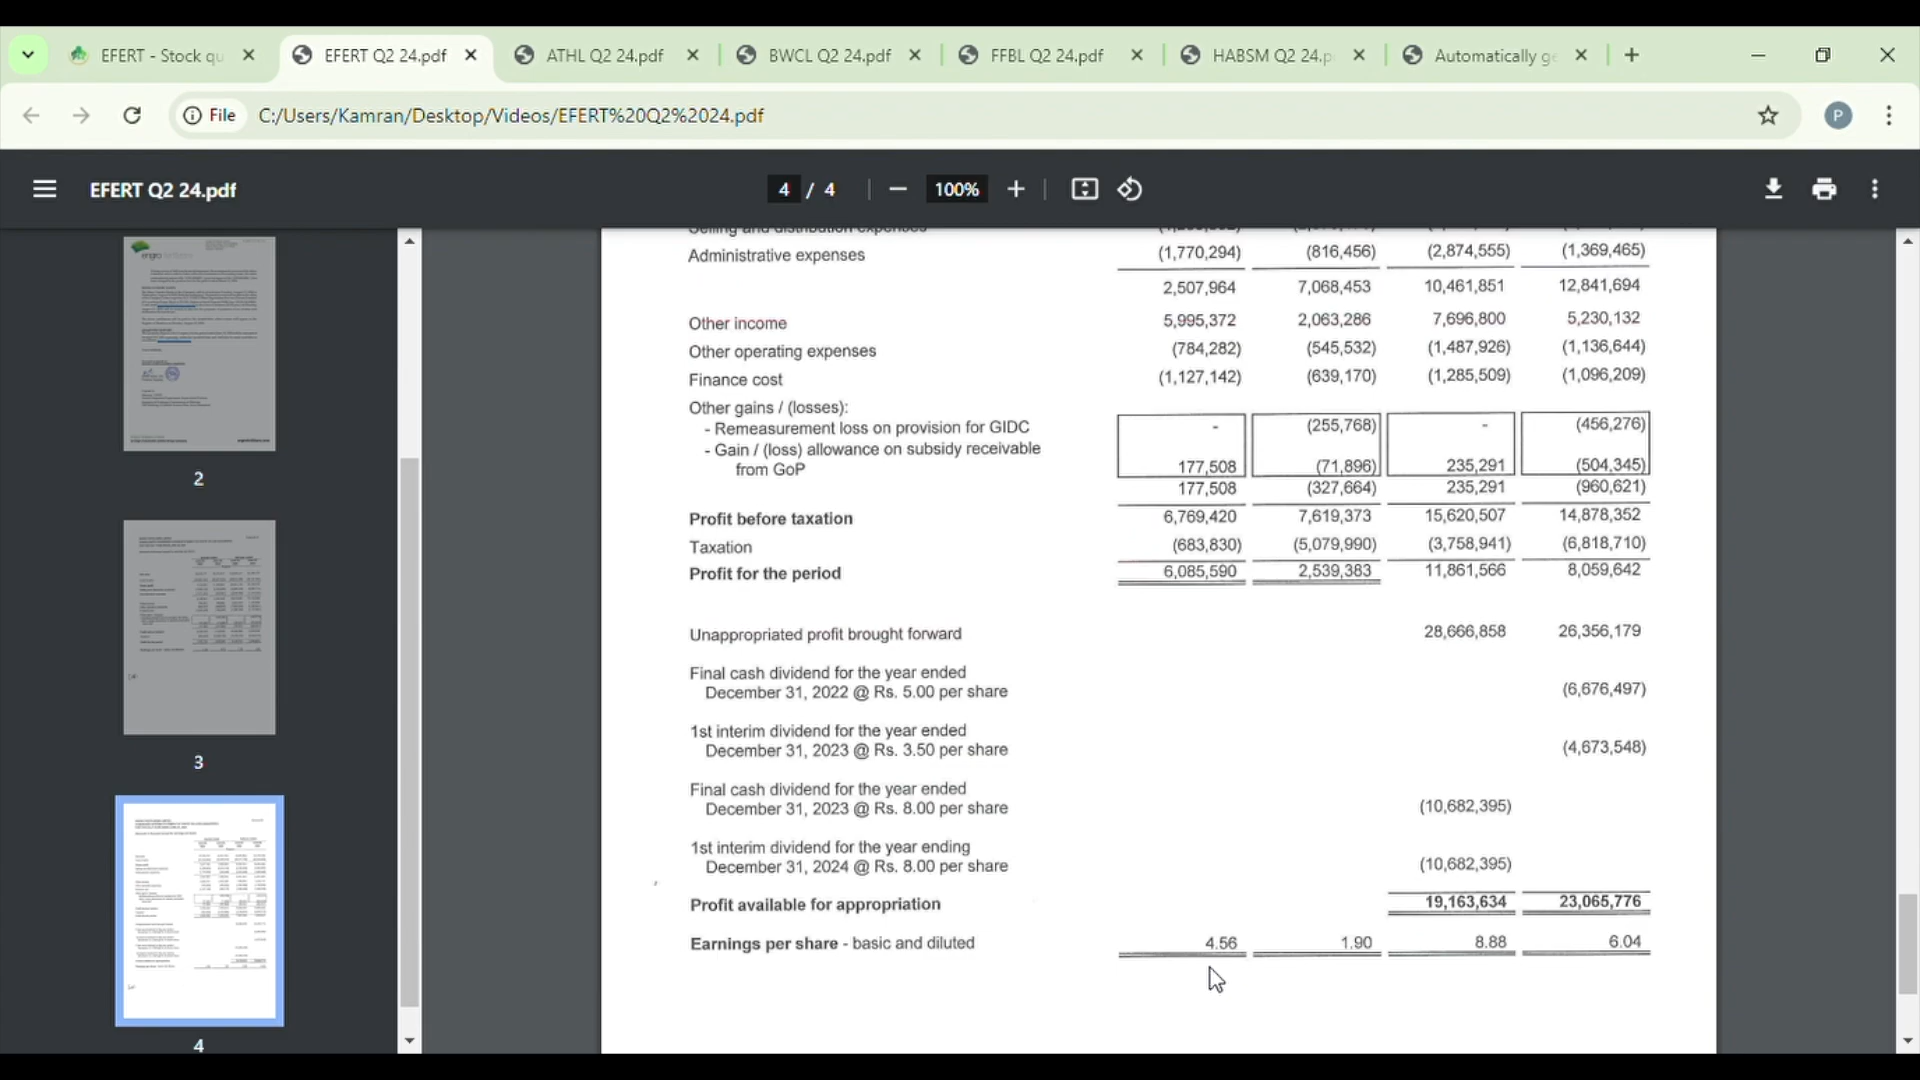 EFERT - Stock qu
EFERT Q2 24.pdf
ATHL Q2 24.pdf
BWCL Q2 24.pdf
FFBL Q2 24.pdf
HABSM Q2 24.p
Automatically ge
File
C:/Users/Kamran/Desktop/Videos/EFERT%20Q2%2024.pdf
P
EFERT Q2 24.pdf
4 / 4
100%
2
3
4
Selling and distribution expenses
Administrative expenses (1,770,294) (816,456) (2,874,555) (1,369,465)
2,507,964 7,068,453 10,461,851 12,841,694
Other income 5,995,372 2,063,286 7,696,800 5,230,132
Other operating expenses (784,282) (545,532) (1,487,926) (1,136,644)
Finance cost (1,127,142) (639,170) (1,285,509) (1,096,209)
Other gains / (losses):
- Remeasurement loss on provision for GIDC - (255,768) - (456,276)
- Gain / (loss) allowance on subsidy receivable
from GoP 177,508 (71,896) 235,291 (504,345)
177,508 (327,664) 235,291 (960,621)
Profit before taxation 6,769,420 7,619,373 15,620,507 14,878,352
Taxation (683,830) (5,079,990) (3,758,941) (6,818,710)
Profit for the period 6,085,590 2,539,383 11,861,566 8,059,642
Unappropriated profit brought forward 28,666,858 26,356,179
Final cash dividend for the year ended
December 31, 2022 @ Rs. 5.00 per share (6,676,497)
1st interim dividend for the year ended
December 31, 2023 @ Rs. 3.50 per share (4,673,548)
Final cash dividend for the year ended
December 31, 2023 @ Rs. 8.00 per share (10,682,395)
1st interim dividend for the year ending
December 31, 2024 @ Rs. 8.00 per share (10,682,395)
Profit available for appropriation 19,163,634 23,065,776
Earnings per share - basic and diluted 4.56 1.90 8.88 6.04